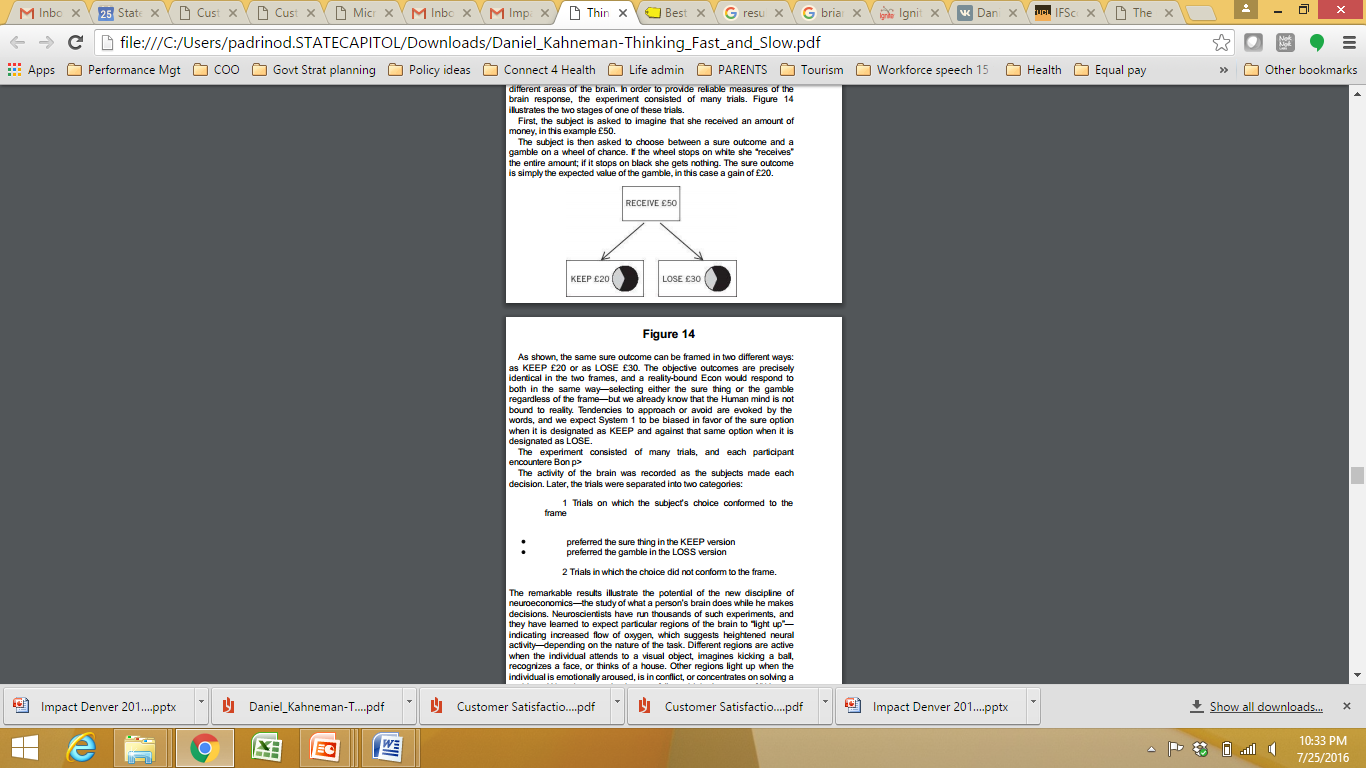 Inbo
State
Cust
Cust
Micr
Inbo
Imp
Thin
Best
resu
brian
Ignit
Dan
IFSc
The
file:///C:/Users/padrinod.STATECAPITOL/Downloads/Daniel_Kahneman-Thinking_Fast_and_Slow.pdf
Apps Performance Mgt COO Govt Strat planning Policy ideas Connect 4 Health Life admin PARENTS Tourism Workforce speech 15 Health Equal pay » Other bookmarks
different areas of the brain. In order to provide reliable measures of the
brain response, the experiment consisted of many trials. Figure 14
illustrates the two stages of one of these trials.
First, the subject is asked to imagine that she received an amount of
money, in this example £50.
The subject is then asked to choose between a sure outcome and a
gamble on a wheel of chance. If the wheel stops on white she "receives"
the entire amount; if it stops on black she gets nothing. The sure outcome
is simply the expected value of the gamble, in this case a gain of £20.
RECEIVE £50
KEEP £20
LOSE £30
Figure 14
As shown, the same sure outcome can be framed in two different ways:
as KEEP £20 or as LOSE £30. The objective outcomes are precisely
identical in the two frames, and a reality-bound Econ would respond to
both in the same way—selecting either the sure thing or the gamble
regardless of the frame—but we already know that the Human mind is not
bound to reality. Tendencies to approach or avoid are evoked by the
words, and we expect System 1 to be biased in favor of the sure option
when it is designated as KEEP and against that same option when it is
designated as LOSE.
The experiment consisted of many trials, and each participant
encountere Bon p>
The activity of the brain was recorded as the subjects made each
decision. Later, the trials were separated into two categories:
1 Trials on which the subject's choice conformed to the
frame
• preferred the sure thing in the KEEP version
• preferred the gamble in the LOSS version
2 Trials in which the choice did not conform to the frame.
The remarkable results illustrate the potential of the new discipline of
neuroeconomics—the study of what a person's brain does while he makes
decisions. Neuroscientists have run thousands of such experiments, and
they have learned to expect particular regions of the brain to "light up"—
indicating increased flow of oxygen, which suggests heightened neural
activity—depending on the nature of the task. Different regions are active
when the individual attends to a visual object, imagines kicking a ball,
recognizes a face, or thinks of a house. Other regions light up when the
individual is emotionally aroused, is in conflict, or concentrates on solving a
Impact Denver 201....pptx
Daniel_Kahneman-T....pdf
Customer Satisfactio....pdf
Customer Satisfactio....pdf
Impact Denver 201....pptx
Show all downloads...
10:33 PM
7/25/2016